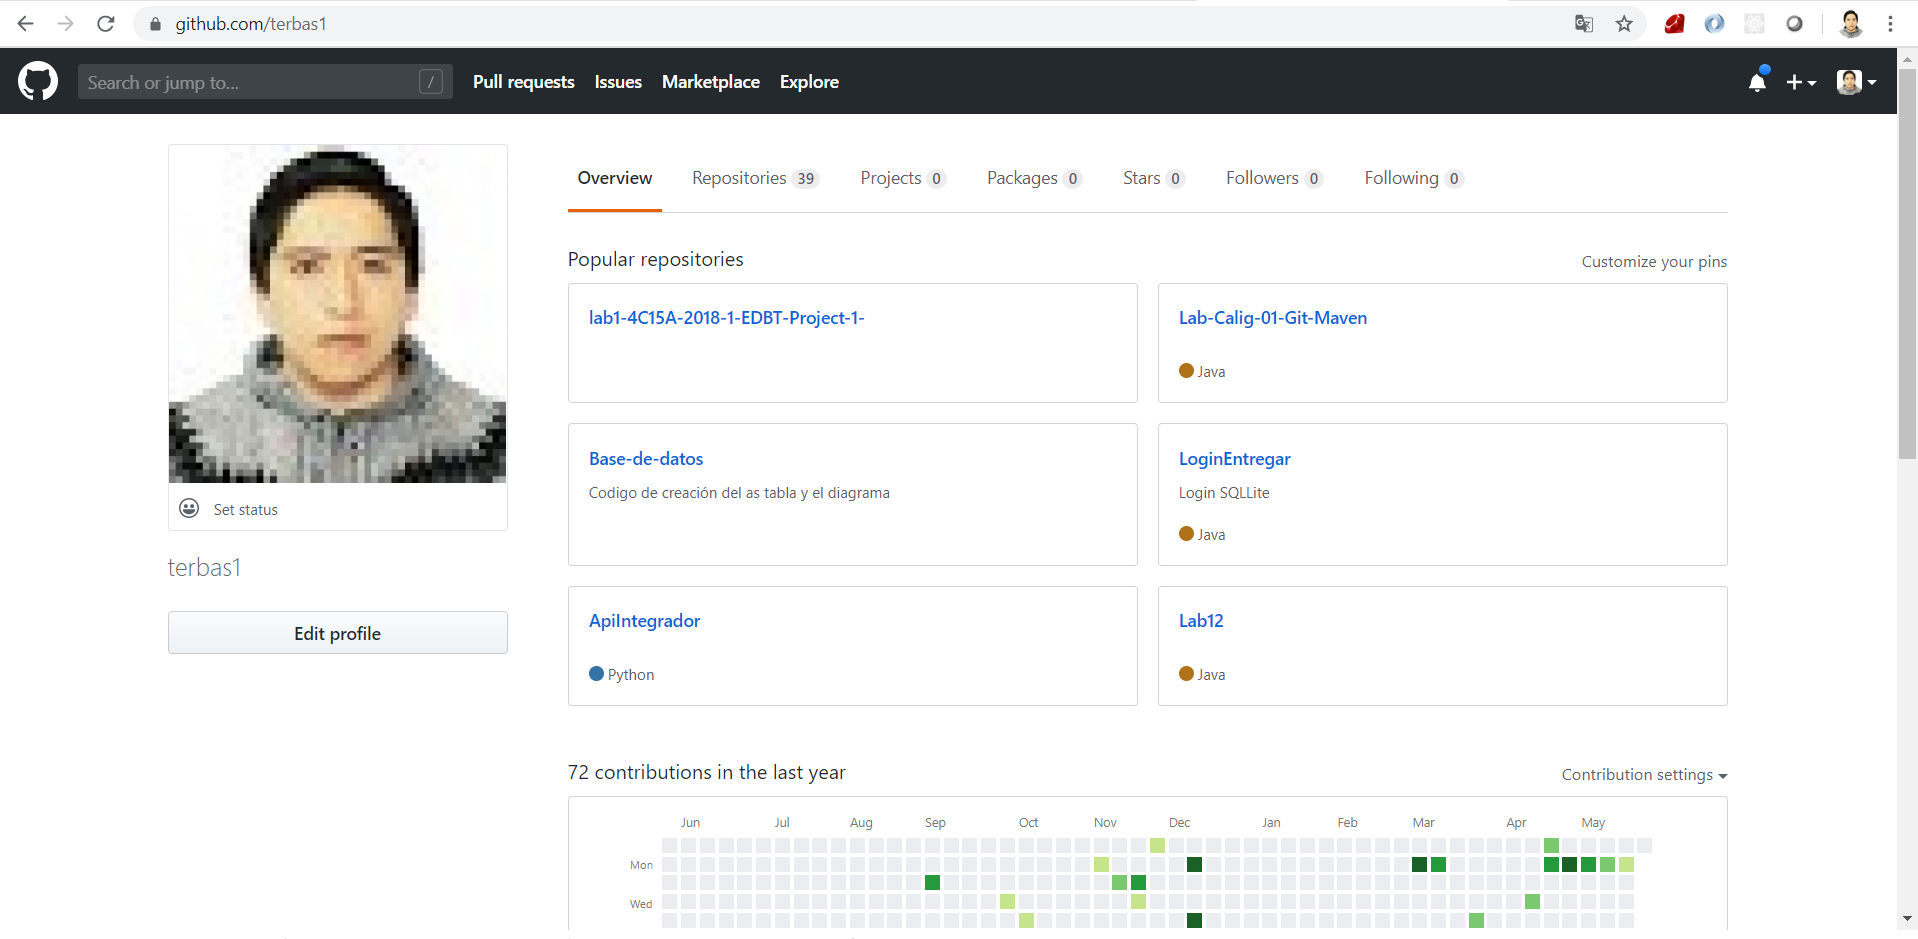 github.com/terbas1
Search or jump to... /
Pull requests Issues Marketplace Explore
Overview Repositories 39 Projects 0 Packages 0 Stars 0 Followers 0 Following 0
Set status
terbas1
Edit profile
Popular repositories
Customize your pins
lab1-4C15A-2018-1-EDBT-Project-1-
Lab-Calig-01-Git-Maven
Java
Base-de-datos
Codigo de creación del as tabla y el diagrama
LoginEntregar
Login SQLLite
Java
ApiIntegrador
Python
Lab12
Java
72 contributions in the last year
Contribution settings
Jun Jul Aug Sep Oct Nov Dec Jan Feb Mar Apr May
Mon
Wed